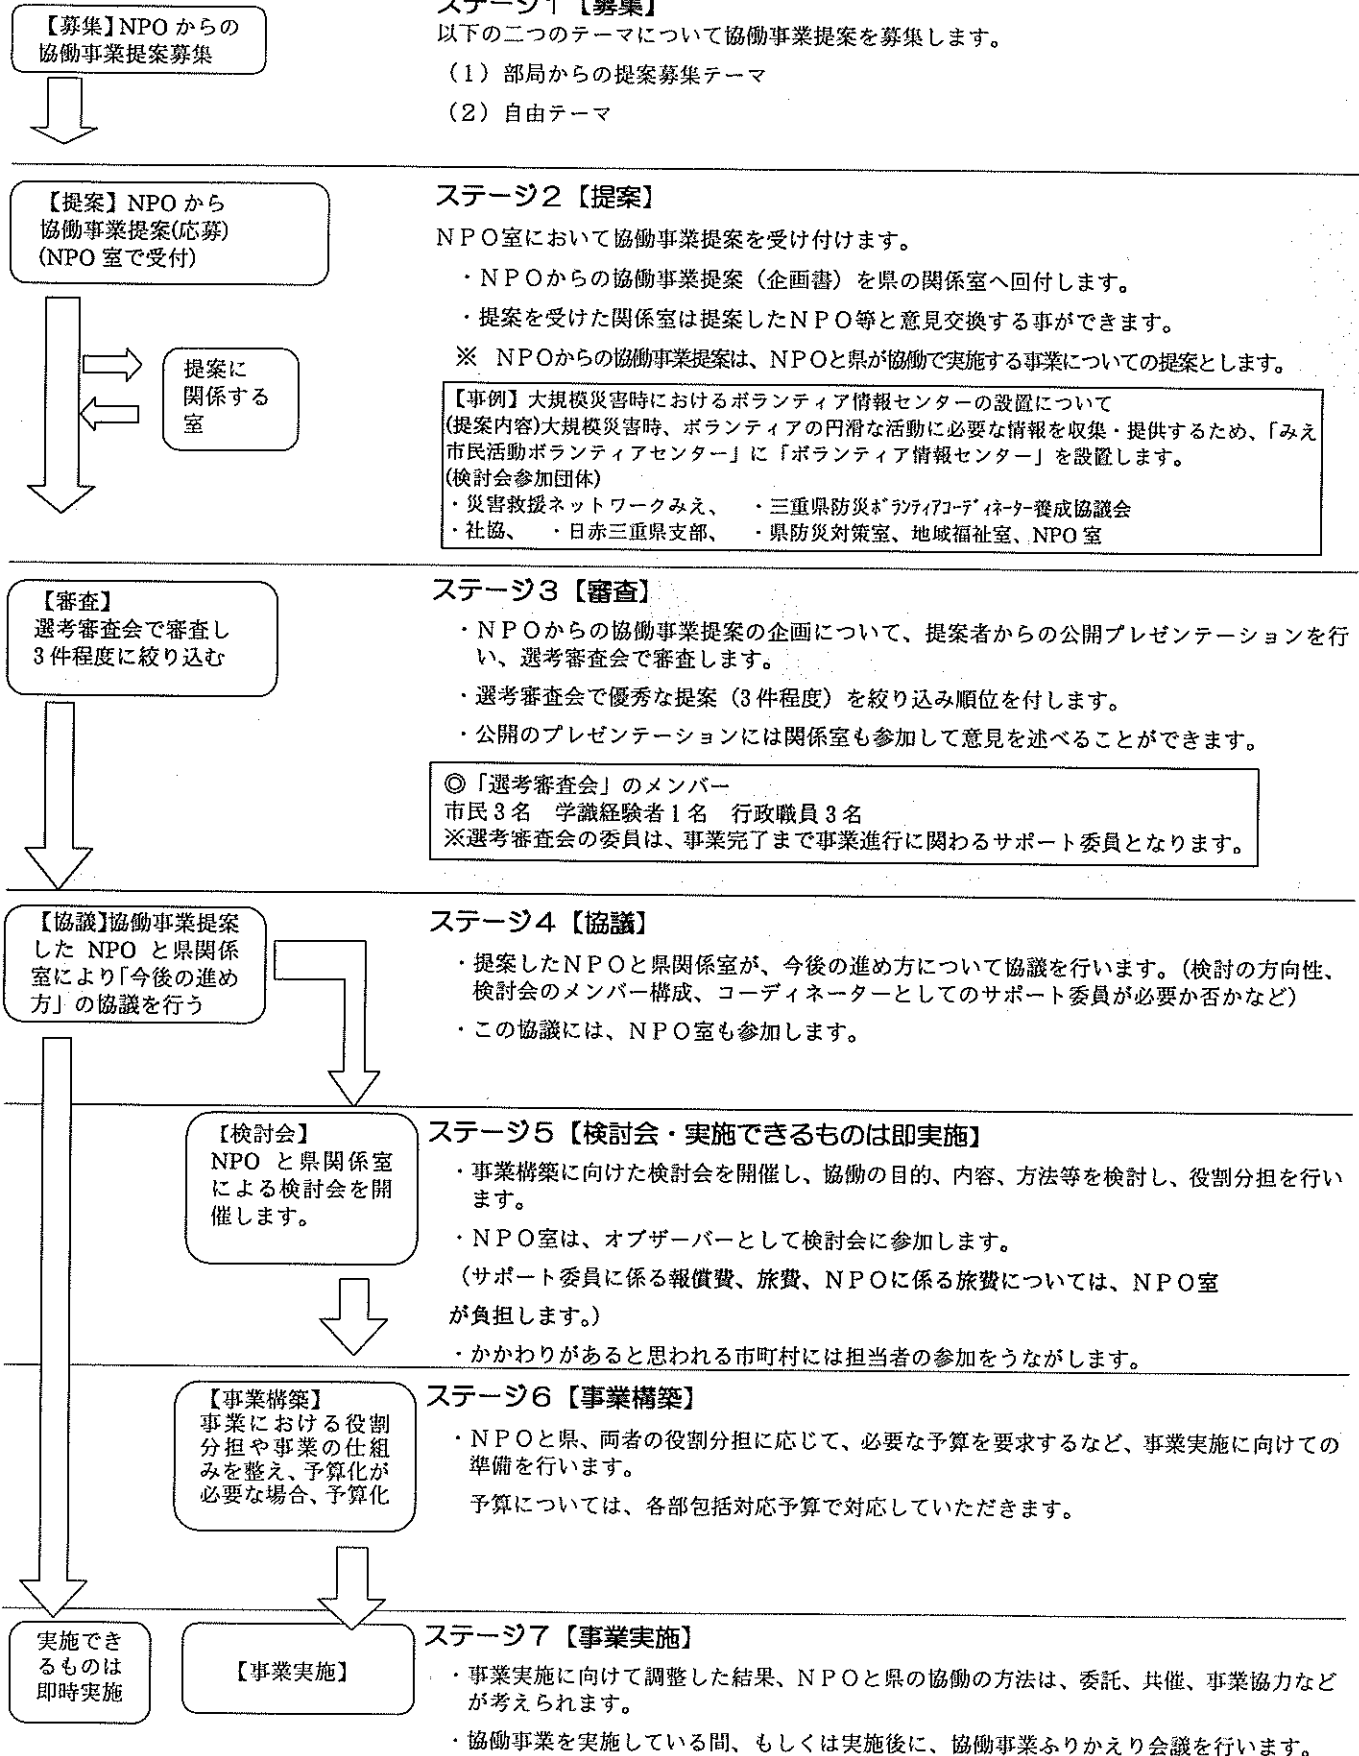 【募集】NPO からの
協働事業提案募集
ステージ1【募集】
以下の二つのテーマについて協働事業提案を募集します。
(1)部局からの提案募集テーマ
(2)自由テーマ
【提案】NPO から
協働事業提案(応募)
(NPO 室で受付)
提案に
関係する
室
ステージ2【提案】
NPO室において協働事業提案を受け付けます。
・NPOからの協働事業提案(企画書)を県の関係室へ回付します。
・提案を受けた関係室は提案したNPO等と意見交換する事ができます。
※ NPOからの協働事業提案は、NPOと県が協働で実施する事業についての提案とします。
【事例】大規模災害時におけるボランティア情報センターの設置について
(提案内容)大規模災害時、ボランティアの円滑な活動に必要な情報を収集・提供するため、「みえ
市民活動ボランティアセンター」に「ボランティア情報センター」を設置します。
(検討会参加団体)
・災害救援ネットワークみえ、 ・三重県防災ボランティアコーディネーター養成協議会
・社協、 ・日赤三重県支部、 ・県防災対策室、地域福祉室、NPO 室
【審査】
選考審査会で審査し
3件程度に絞り込む
ステージ3【審査】
・NPOからの協働事業提案の企画について、提案者からの公開プレゼンテーションを行
い、選考審査会で審査します。
・選考審査会で優秀な提案(3件程度)を絞り込み順位を付します。
・公開のプレゼンテーションには関係室も参加して意見を述べることができます。
◎「選考審査会」のメンバー
市民3名 学識経験者1名 行政職員3名
※選考審査会の委員は、事業完了まで事業進行に関わるサポート委員となります。
【協議】協働事業提案
した NPO と県関係
室により「今後の進め
方」の協議を行う
ステージ4【協議】
・提案したNPOと県関係室が、今後の進め方について協議を行います。(検討の方向性、
検討会のメンバー構成、コーディネーターとしてのサポート委員が必要か否かなど)
・この協議には、NPO室も参加します。
【検討会】
NPO と県関係室
による検討会を開
催します。
ステージ5【検討会・実施できるものは即実施】
・事業構築に向けた検討会を開催し、協働の目的、内容、方法等を検討し、役割分担を行い
ます。
・NPO室は、オブザーバーとして検討会に参加します。
(サポート委員に係る報償費、旅費、NPOに係る旅費については、NPO室
が負担します。)
・かかわりがあると思われる市町村には担当者の参加をうながします。
【事業構築】
事業における役割
分担や事業の仕組
みを整え、予算化が
必要な場合、予算化
ステージ6【事業構築】
・NPOと県、両者の役割分担に応じて、必要な予算を要求するなど、事業実施に向けての
準備を行います。
予算については、各部包括対応予算で対応していただきます。
実施でき
るものは
即時実施
【事業実施】
ステージ7【事業実施】
・事業実施に向けて調整した結果、NPOと県の協働の方法は、委託、共催、事業協力など
が考えられます。
・協働事業を実施している間、もしくは実施後に、協働事業ふりかえり会議を行います。